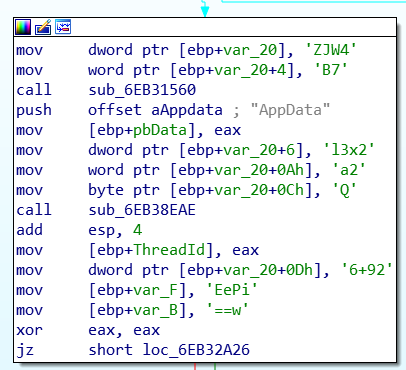 mov dword ptr [ebp+var_20], 'ZJW4'
mov word ptr [ebp+var_20+4], 'B7'
call sub_6EB31560
push offset aAppdata ; "AppData"
mov [ebp+pbData], eax
mov dword ptr [ebp+var_20+6], 'l3x2'
mov word ptr [ebp+var_20+0Ah], 'a2'
mov byte ptr [ebp+var_20+0Ch], 'Q'
call sub_6EB38EAE
add esp, 4
mov [ebp+ThreadId], eax
mov dword ptr [ebp+var_20+0Dh], '6+92'
mov [ebp+var_F], 'EePi'
mov [ebp+var_B], '==w'
xor eax, eax
jz short loc_6EB32A26